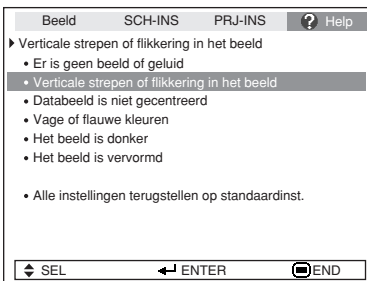 Beeld SCH-INS PRJ-INS ? Help
Verticale strepen of flikkering in het beeld
• Er is geen beeld of geluid
• Verticale strepen of flikkering in het beeld
• Databeeld is niet gecentreerd
• Vage of flauwe kleuren
• Het beeld is donker
• Het beeld is vervormd
• Alle instellingen terugstellen op standaardinst.
SEL ENTER END